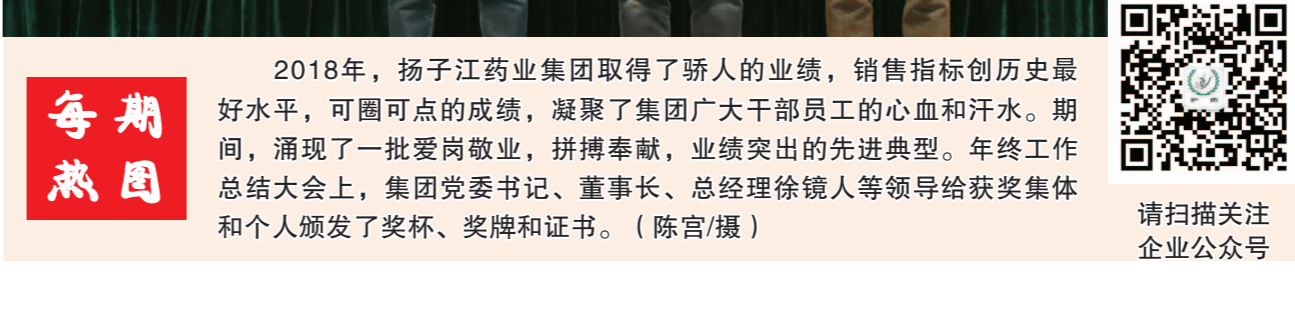 每期
热图
2018年，扬子江药业集团取得了骄人的业绩，销售指标创历史最
好水平，可圈可点的成绩，凝聚了集团广大干部员工的心血和汗水。期
间，涌现了一批爱岗敬业，拼搏奉献，业绩突出的先进典型。年终工作
总结大会上，集团党委书记、董事长、总经理徐镜人等领导给获奖集体
和个人颁发了奖杯、奖牌和证书。（陈宫/摄）
请扫描关注
企业公众号